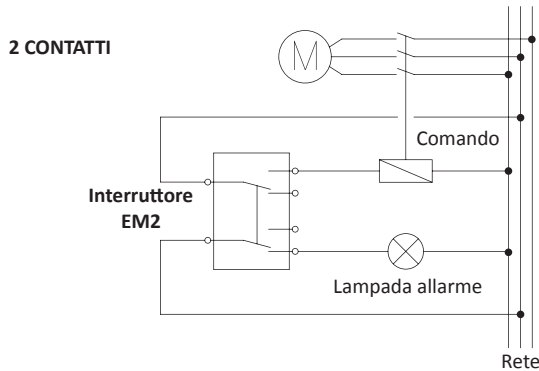 2 CONTATTI
M
Comando
Interruttore
EM2
Lampada allarme
Rete